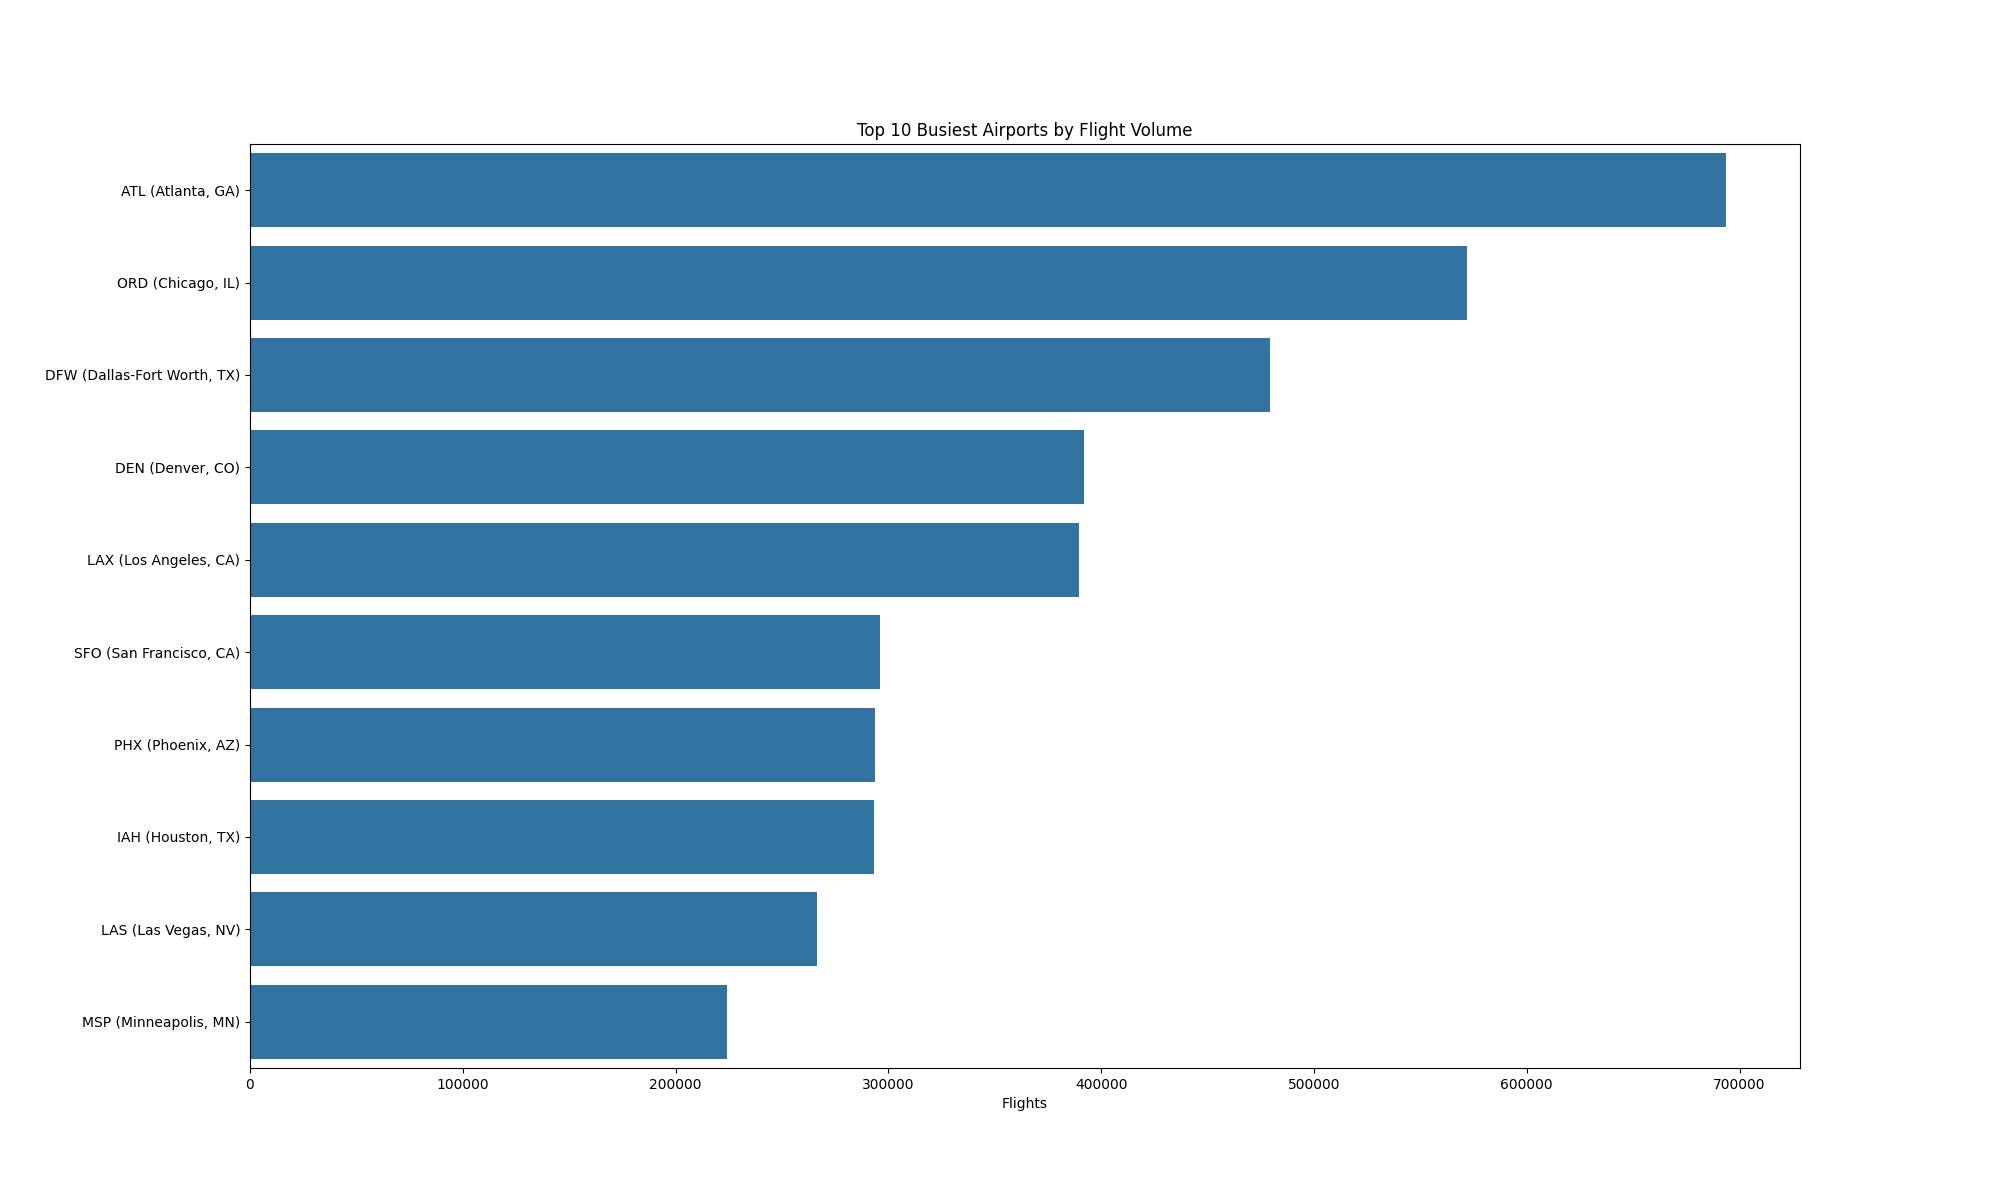 Top 10 Busiest Airports by Flight Volume
ATL (Atlanta, GA)
ORD (Chicago, IL)
DFW (Dallas-Fort Worth, TX)
DEN (Denver, CO)
LAX (Los Angeles, CA)
SFO (San Francisco, CA)
PHX (Phoenix, AZ)
IAH (Houston, TX)
LAS (Las Vegas, NV)
MSP (Minneapolis, MN)
0 100000 200000 300000 400000 500000 600000 700000
Flights